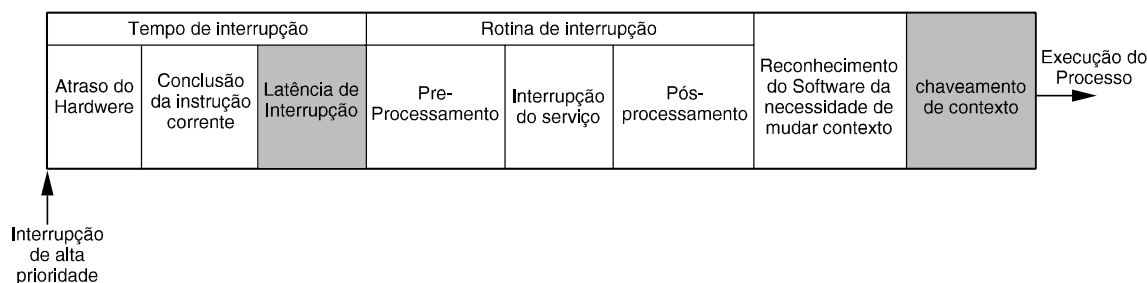 Tempo de interrupção
Rotina de interrupção
Atraso do
Hardwere
Conclusão
da instrução
corrente
Latência de
Interrupção
Pre-
Processamento
Interrupção
do serviço
Pós-
processamento
Reconhecimento
do Software da
necessidade de
mudar contexto
chaveamento
de contexto
Execução do
Processo
Interrupção
de alta
prioridade